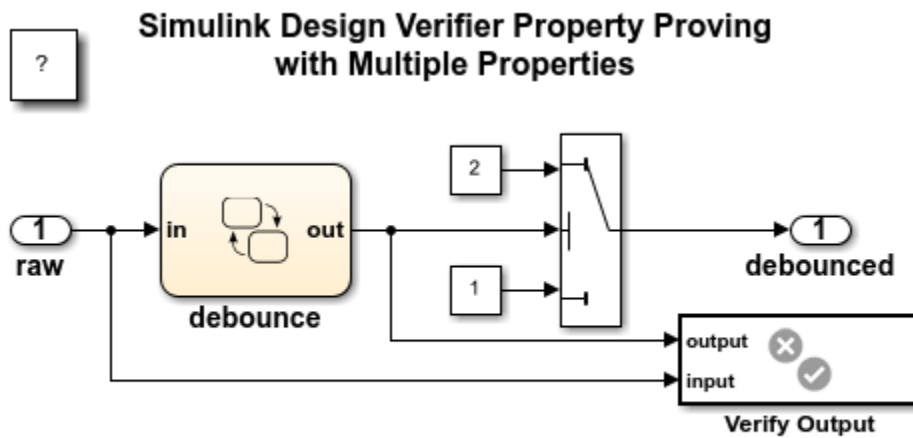 Simulink Design Verifier Property Proving
with Multiple Properties
?
2
1
in
out
1
raw
debounce
1
1
debounced
output
input
Verify Output